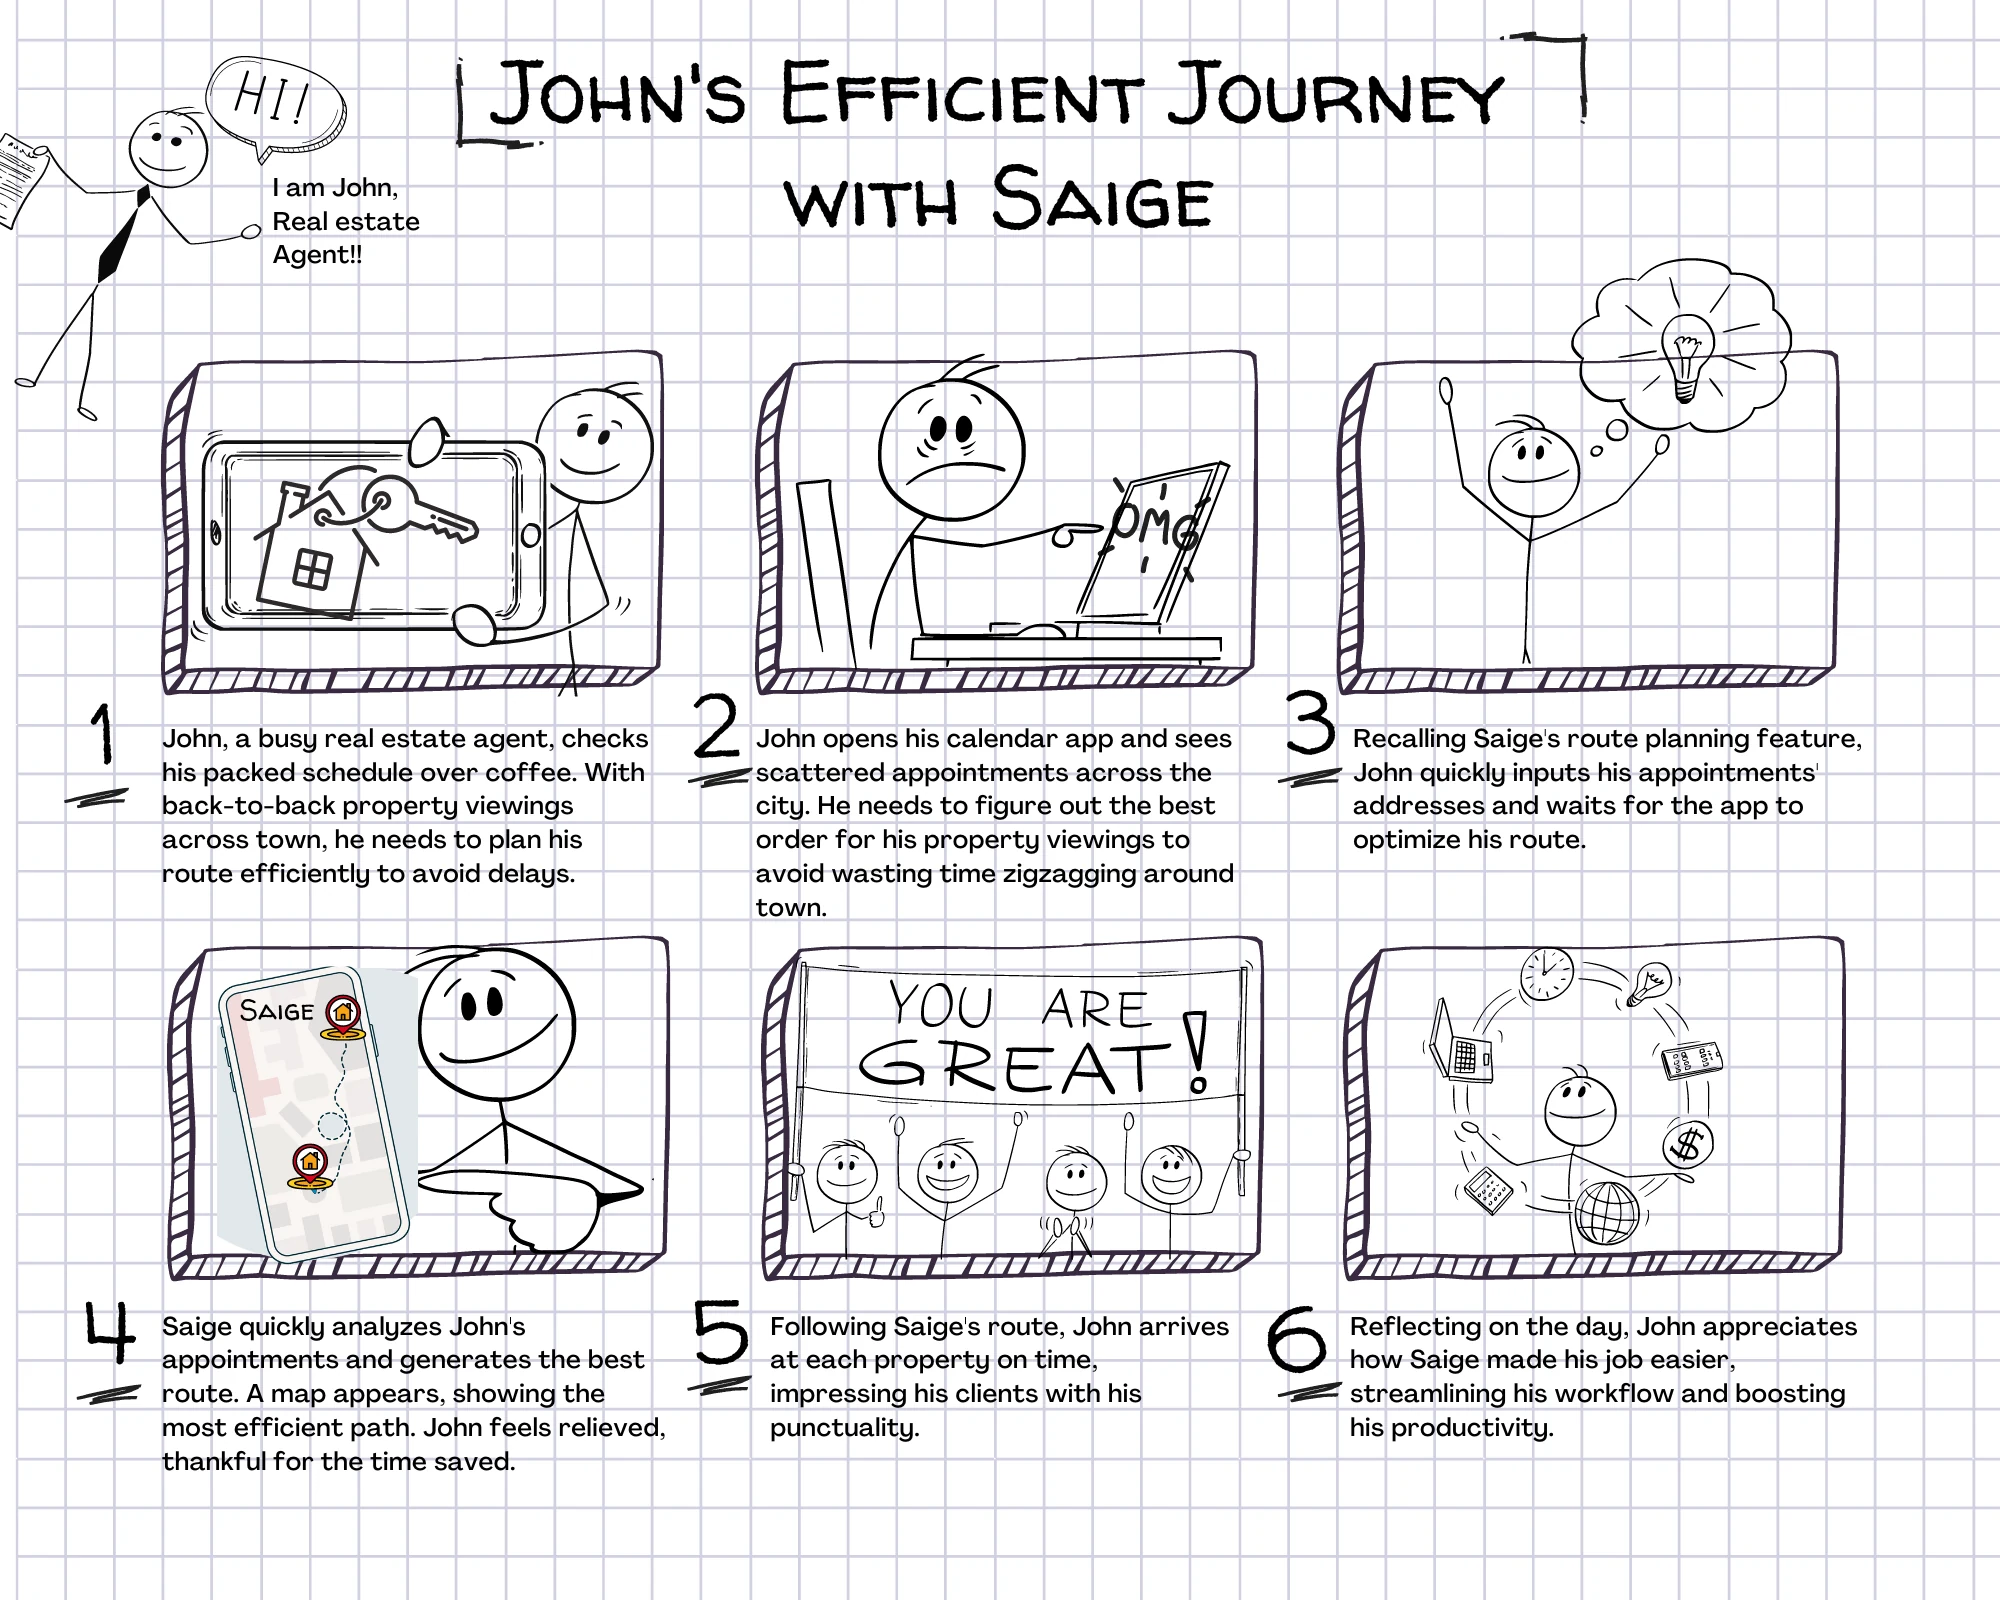 HI!
John's Efficient Journey
with Saige
I am John,
Real estate
Agent!!
OMG
1
John, a busy real estate agent, checks
his packed schedule over coffee. With
back-to-back property viewings
across town, he needs to plan his
route efficiently to avoid delays.
2
John opens his calendar app and sees
scattered appointments across the
city. He needs to figure out the best
order for his property viewings to
avoid wasting time zigzagging around
town.
3
Recalling Saige's route planning feature,
John quickly inputs his appointments'
addresses and waits for the app to
optimize his route.
Saige
YOU ARE
GREAT!
$
4
Saige quickly analyzes John's
appointments and generates the best
route. A map appears, showing the
most efficient path. John feels relieved,
thankful for the time saved.
5
Following Saige's route, John arrives
at each property on time,
impressing his clients with his
punctuality.
6
Reflecting on the day, John appreciates
how Saige made his job easier,
streamlining his workflow and boosting
his productivity.